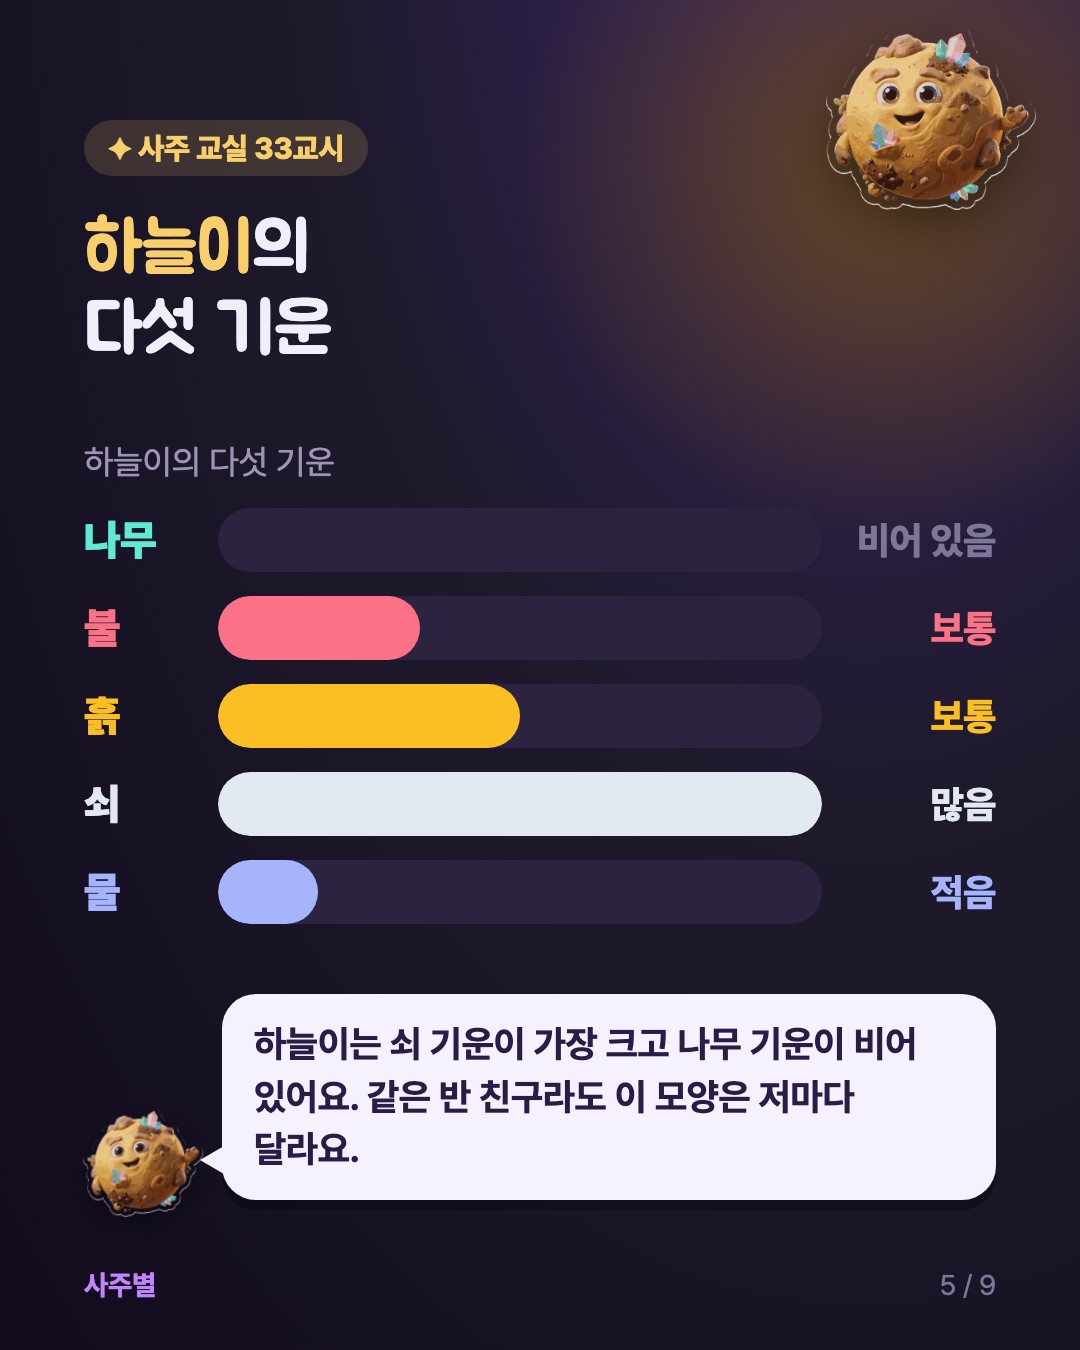 ✦ 사주 교실 33교시
하늘이의
다섯 기운
하늘이의 다섯 기운
나무 비어 있음
불 보통
흙 보통
쇠 많음
물 적음
하늘이는 쇠 기운이 가장 크고 나무 기운이 비어
있어요. 같은 반 친구라도 이 모양은 저마다
달라요.
사주별 5 / 9